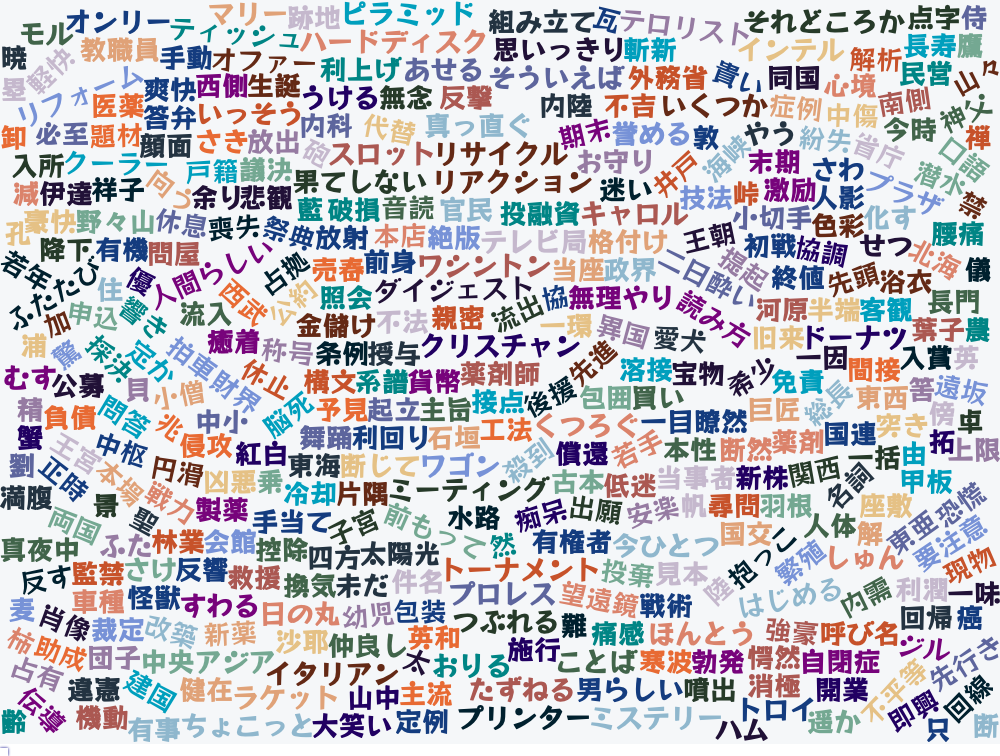 モル オンリー ティッシュ マリー 跡地 ピラミッド 組み立て 瓦 テロリスト それどころか 点字 侍
暁 教職員 手動 オファー ハードディスク 思いっきり 斬新 インテル 解析 長寿 鷹
塁 軽快 爽快 西側 生誕 利上げ あせる そういえば 外務省 貴い 同国 心境 民営 山々
リフォーム 医薬 答弁 いっそう うける 無念 反撃 内陸 不吉 いくつか 症例 中傷 南側 神父
卸 必至 題材 顔面 さき 放出 内科 代替 真っ直ぐ 期末 誉める 敦 やう 紛失 省庁 今時 口語 禅
入所 クーラー 戸籍 議決 砲 スロット リサイクル お守り 井戸 海峡 末期 さわ 潜水
減 伊達 祥子 向う 余り 悲観 果てしない リアクション 迷い 技法 峠 激励 人影 プラザ 禁
孔 豪快 野々山 休息 喪失 藍 破損 音読 官民 投融資 キャロル 小切手 色彩 化す 腰痛
降下 有機 問屋 祭典 放射 本店 絶版 テレビ局 格付け 王朝 初戦 協調 せつ 北海 儀
若年 ふたたび 住 優 人間らしい 占拠 売春 前身 ワシントン 当座 政界 二日酔い 提起 終値 先頭 浴衣
加 申込 響き 流入 西武 公約 照会 ダイジェスト 流出 協 無理やり 読み方 河原 半端 客観 長門
浦 鷲 探決 定か 癒着 称号 金儲け 不法 親密 一環 異国 愛犬 旧来 ドーナツ 葉子 農
むす 公募 貝 小僧 拍車 財界 休止 条例 授与 クリスチャン 先進 溶接 宝物 希少 一因 間接 入賞 英
構文 系譜 貨幣 薬剤師 後援 包囲 買い 免責 総長 東西 答 遠坂
精 負債 問答 兆 中小 脳死 予見 起立 主旨 接点 くつろぐ 一目瞭然 巨匠 突き 傍 卓
蟹 王宮 中枢 侵攻 紅白 舞踊 利回り 石垣 工法 殺到 償還 若手 本性 断然 薬剤 国連 一括 由 拓 上限
劉 正時 本場 円滑 凶悪 乗 東海 断じて ワゴン 古本 低迷 当事者 新株 関西 名詞 甲板
満腹 景 戦力 製薬 冷却 片隅 ミーティング 痴呆 出願 安楽 帆 尋問 羽根 座敷
両国 聖 手当て 子宮 前もって 水路 然 国交 人体 解 東亜 恐慌
真夜中 ふた 林業 会館 控除 四方 太陽光 有権者 今ひとつ 抱っこ 繁殖 しゅん 要注意
反す 監禁 さけ 反響 救援 換気 未だ 件名 トーナメント 投棄 見本 陸 はじめる 内需 利潤 一味 現物
麦 肖像 車種 怪獣 すわる 日の丸 幼児 包装 プロレス 望遠鏡 戦術 回帰 癌
裁定 改築 新薬 沙耶 仲良し 英和 つぶれる 難 痛感 ほんとう 強豪 呼び名 ジル
柿 助成 団子 中央アジア イタリアン 太 おりる 施行 ことば 寒波 勃発 愕然 自閉症 先行き
占有 違憲 建国 健在 ラケット 山中 主流 たずねる 男らしい 噴出 消極 開業 不平等 回線
齢 伝導 機動 有事 ちょこっと 大笑い 定例 プリンター ミステリー ハム トロイ 遥か 即興 只 断